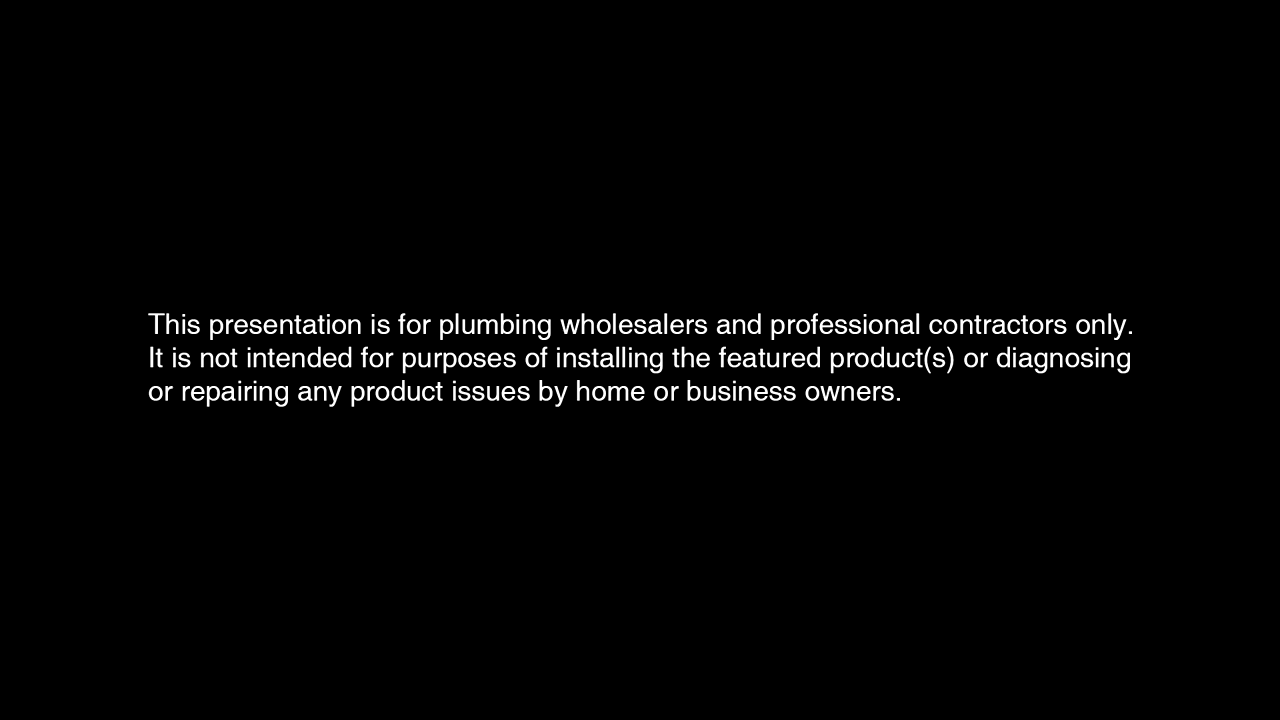 This presentation is for plumbing wholesalers and professional contractors only.
It is not intended for purposes of installing the featured product(s) or diagnosing
or repairing any product issues by home or business owners.